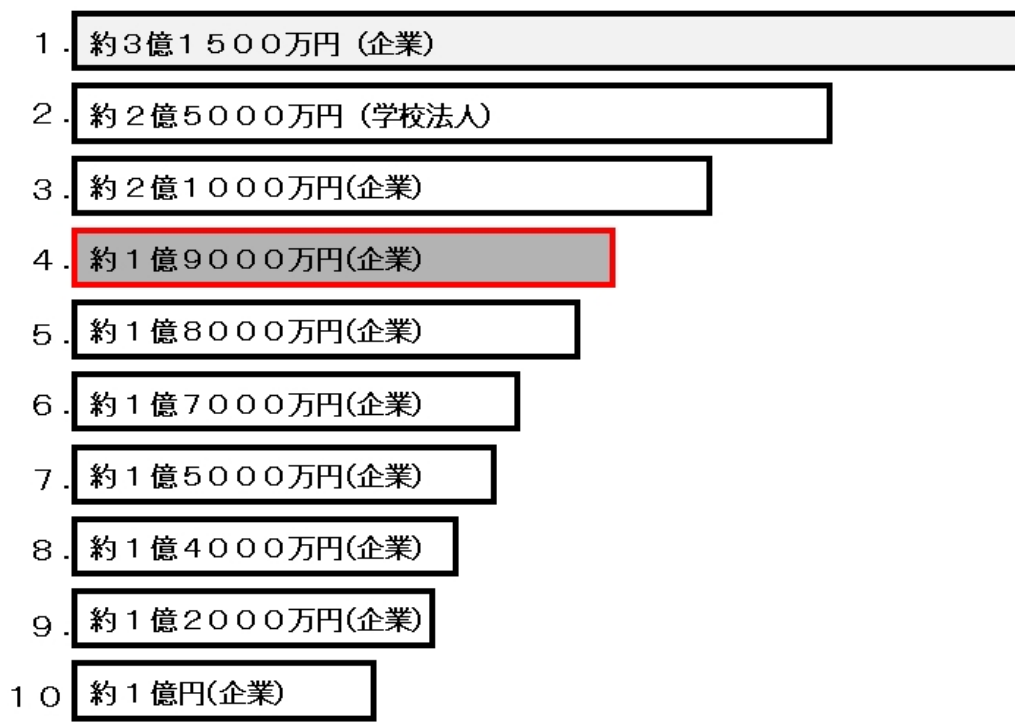 １. 約３億１５００万円（企業）
２. 約２億５０００万円（学校法人）
３. 約２億１０００万円(企業)
４. 約１億９０００万円(企業)
５. 約１億８０００万円(企業)
６. 約１億７０００万円(企業)
７. 約１億５０００万円(企業)
８. 約１億４０００万円(企業)
９. 約１億２０００万円(企業)
１０ 約１億円(企業)